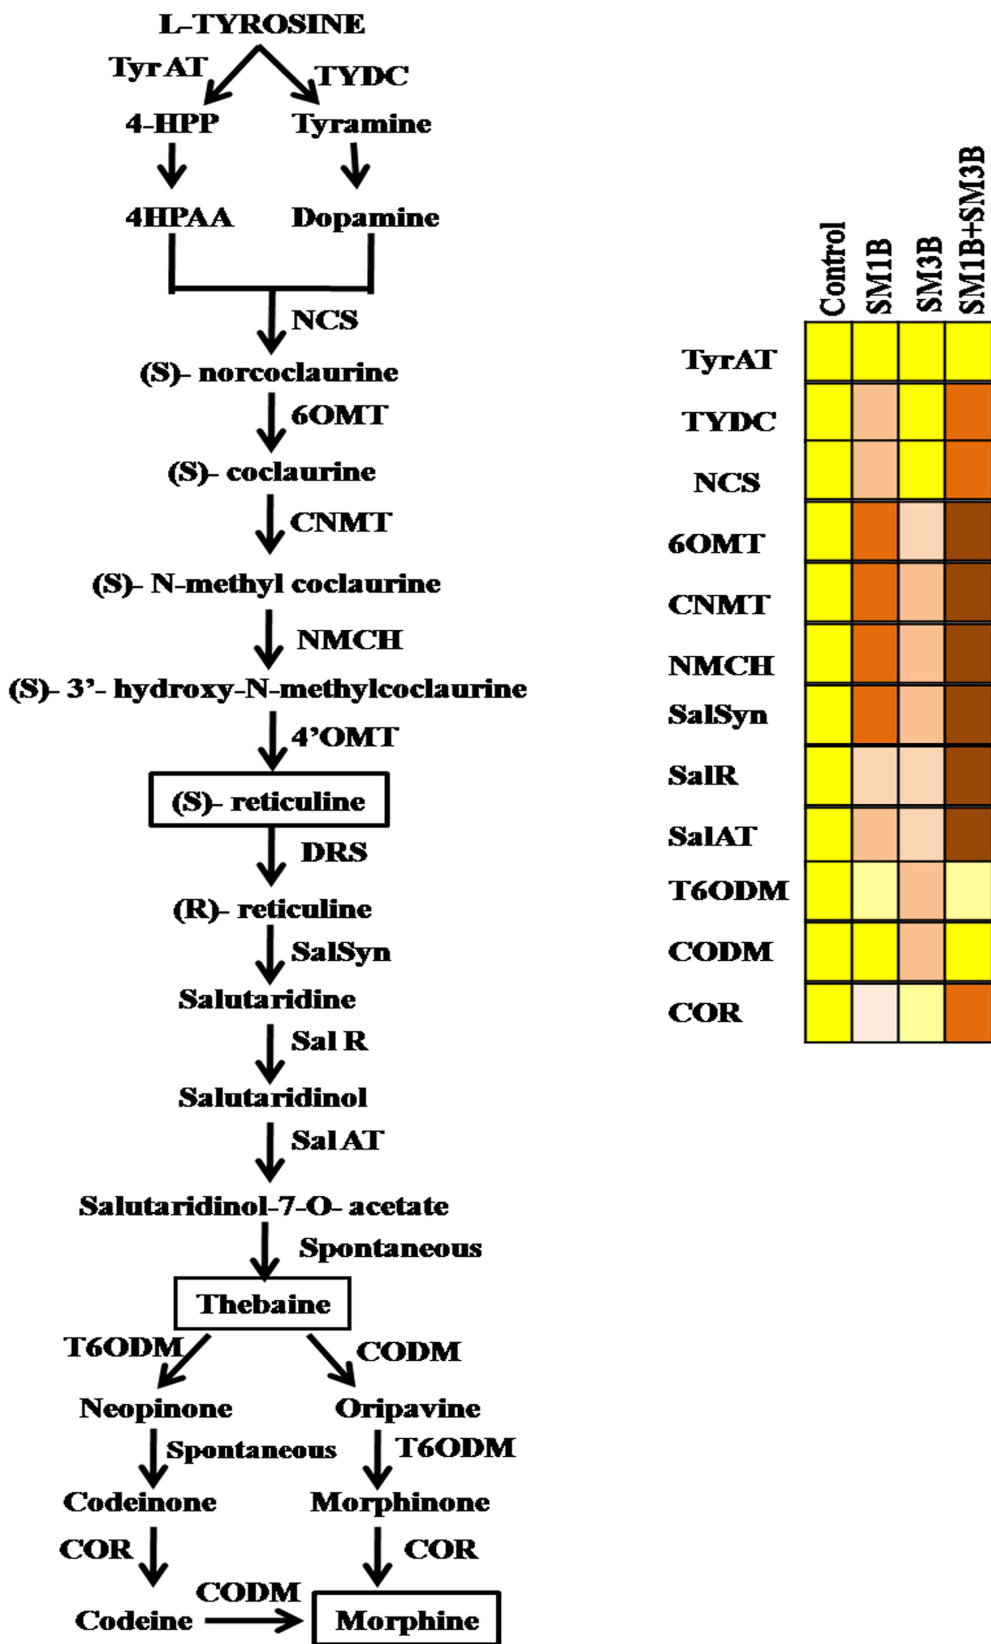 L-TYROSINE
TyrAT TYDC
4-HPP Tyramine
4HPAA Dopamine
NCS
(S)- norcoclaurine
6OMT
(S)- coclaurine
CNMT
(S)- N-methyl coclaurine
NMCH
(S)- 3'- hydroxy-N-methylcoclaurine
4'OMT
(S)- reticuline
DRS
(R)- reticuline
SalSyn
Salutaridine
Sal R
Salutaridinol
Sal AT
Salutaridinol-7-O- acetate
Spontaneous
Thebaine
T6ODM CODM
Neopinone Oripavine
Spontaneous T6ODM
Codeinone Morphinone
COR COR
CODM
Codeine Morphine
Control
SM1B
SM3B
SM1B+SM3B
TyrAT
TYDC
NCS
6OMT
CNMT
NMCH
SalSyn
SalR
SalAT
T6ODM
CODM
COR